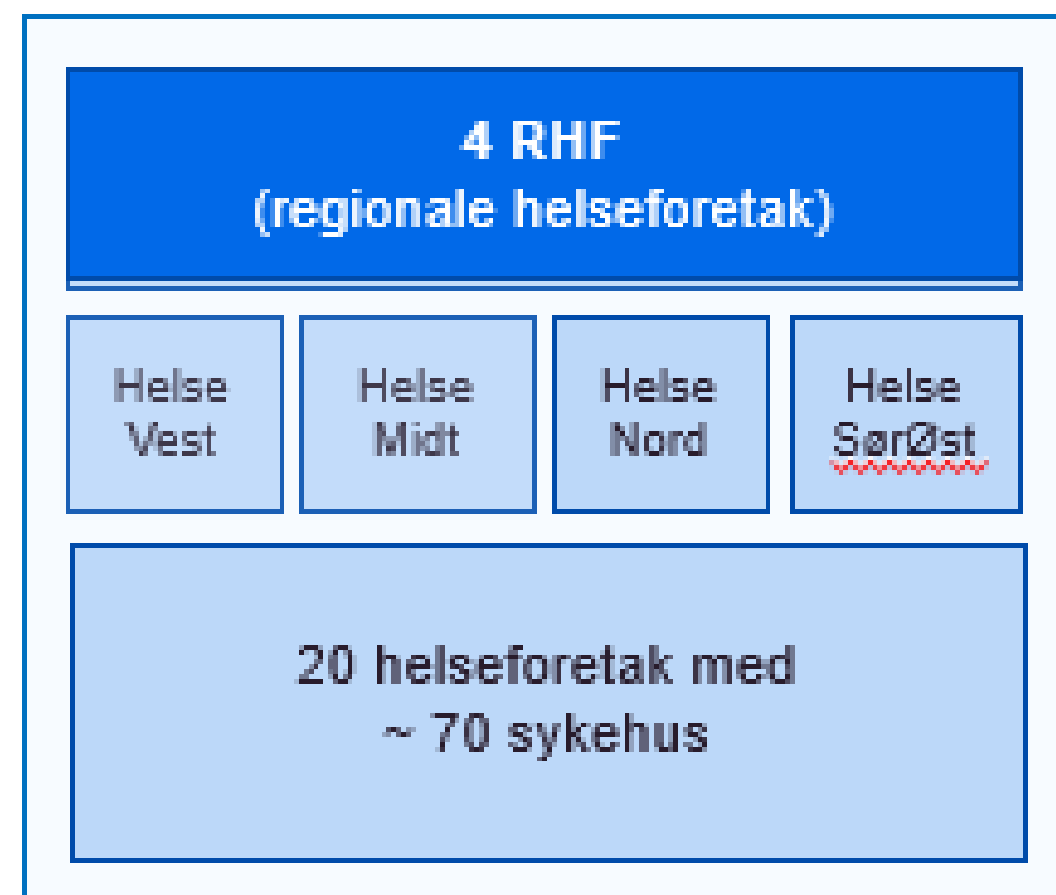 4 RHF
(regionale helseforetak)
Helse
Vest
Helse
Midt
Helse
Nord
Helse
SørØst
20 helseforetak med
~ 70 sykehus